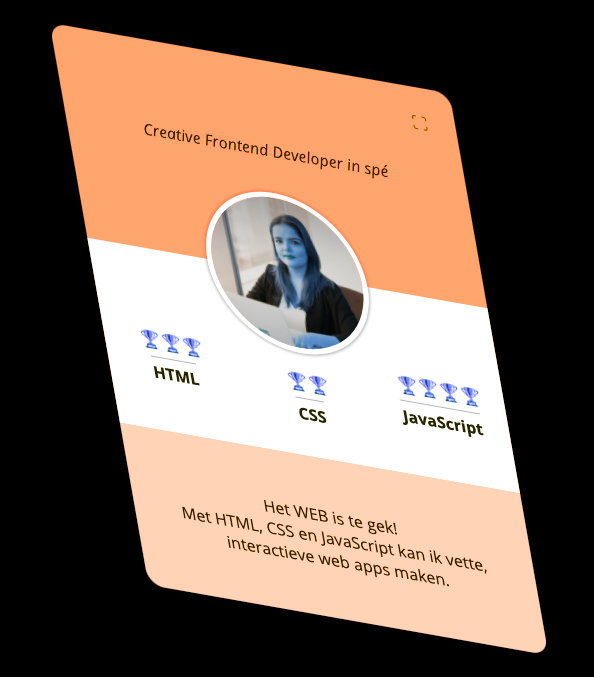 Creative Frontend Developer in spé
HTML
CSS
JavaScript
Het WEB is te gek!
Met HTML, CSS en JavaScript kan ik vette,
interactieve web apps maken.